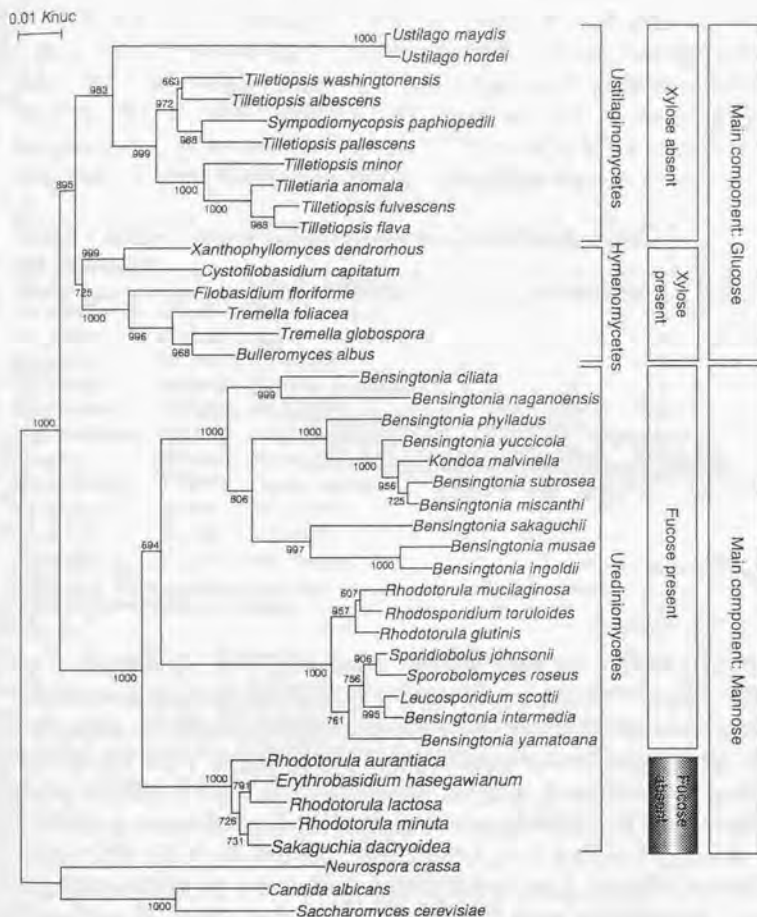 0.01 Knuc
1000
Ustilago maydis
Ustilago hordei
983
663
Tilletiopsis washingtonensis
972
Tilletiopsis albescens
Sympodiomycopsis paphiopedili
988
Tilletiopsis pallescens
999
Tilletiopsis minor
1000
Tilletiaria anomala
1000
Tilletiopsis fulvescens
968
Tilletiopsis flava
895
Xanthophyllomyces dendrorhous
999
Cystofilobasidium capitatum
725
Filobasidium floriforme
1000
Tremella foliacea
996
Tremella globospora
968
Bulleromyces albus
Bensingtonia ciliata
999
Bensingtonia naganoensis
1000
Bensingtonia phylladus
1000
1000
Bensingtonia yuccicola
1000
Kondoa malvinella
956
Bensingtonia subrosea
725
Bensingtonia miscanthi
806
Bensingtonia sakaguchii
997
Bensingtonia musae
1000
Bensingtonia ingoldii
694
Rhodotorula mucilaginosa
607
957
Rhodosporidium toruloides
Rhodotorula glutinis
1000
Sporidiobolus johnsonii
906
Sporobolomyces roseus
756
Leucosporidium scottii
995
Bensingtonia intermedia
761
Bensingtonia yamatoana
1000
Rhodotorula aurantiaca
1000
791
Erythrobasidium hasegawianum
Rhodotorula lactosa
726
Rhodotorula minuta
731
Sakaguchia dacryoidea
Neurospora crassa
Candida albicans
1000
Saccharomyces cerevisiae
Ustilaginomycetes
Hymenomycetes
Urediniomycetes
Xylose absent
Xylose
present
Fucose present
Fucose
absent
Main component: Glucose
Main component: Mannose